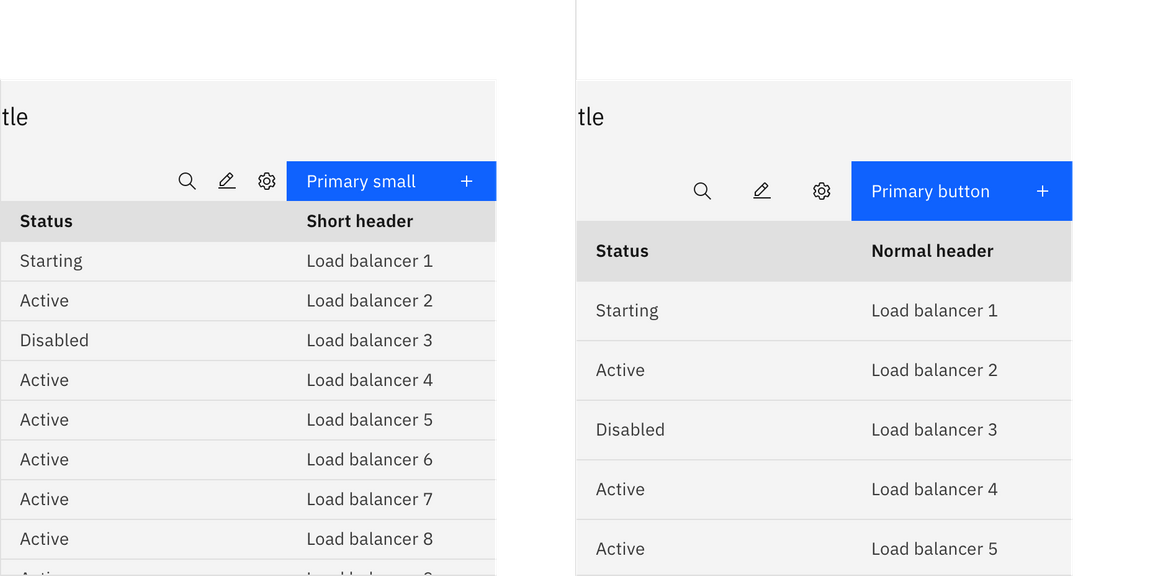 tle
Primary small
Status Short header
Starting Load balancer 1
Active Load balancer 2
Disabled Load balancer 3
Active Load balancer 4
Active Load balancer 5
Active Load balancer 6
Active Load balancer 7
Active Load balancer 8
tle
Primary button
Status Normal header
Starting Load balancer 1
Active Load balancer 2
Disabled Load balancer 3
Active Load balancer 4
Active Load balancer 5